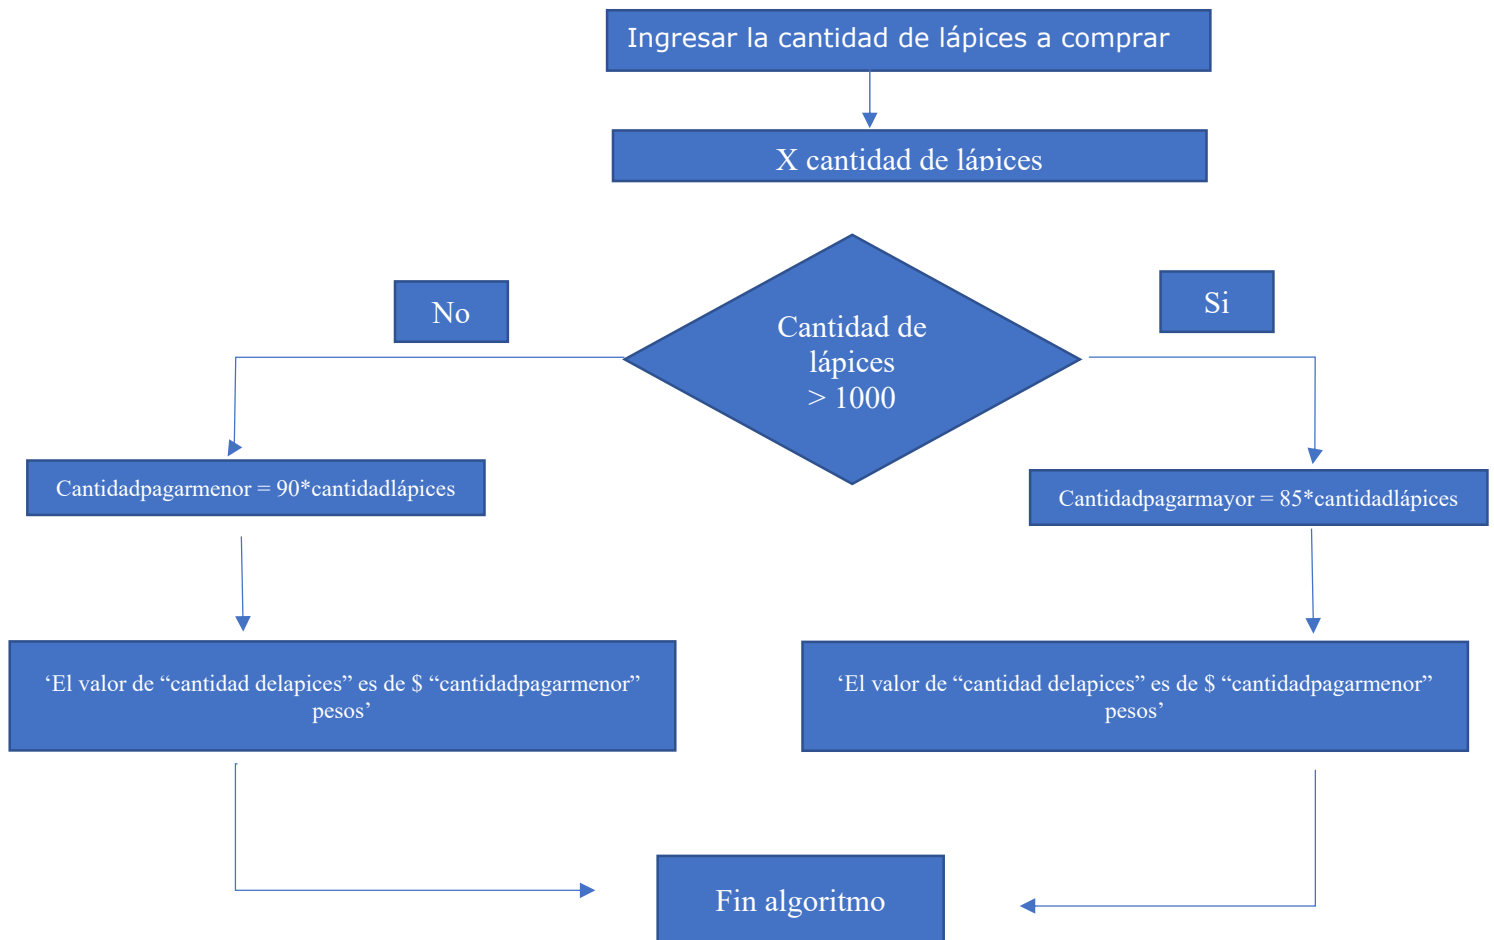 Ingresar la cantidad de lápices a comprar
X cantidad de lápices
No
Si
Cantidad de
lápices
> 1000
Cantidadpagarmenor = 90*cantidadlápices
Cantidadpagarmayor = 85*cantidadlápices
‘El valor de “cantidad delapices” es de $ “cantidadpagarmenor”
pesos’
‘El valor de “cantidad delapices” es de $ “cantidadpagarmenor”
pesos’
Fin algoritmo